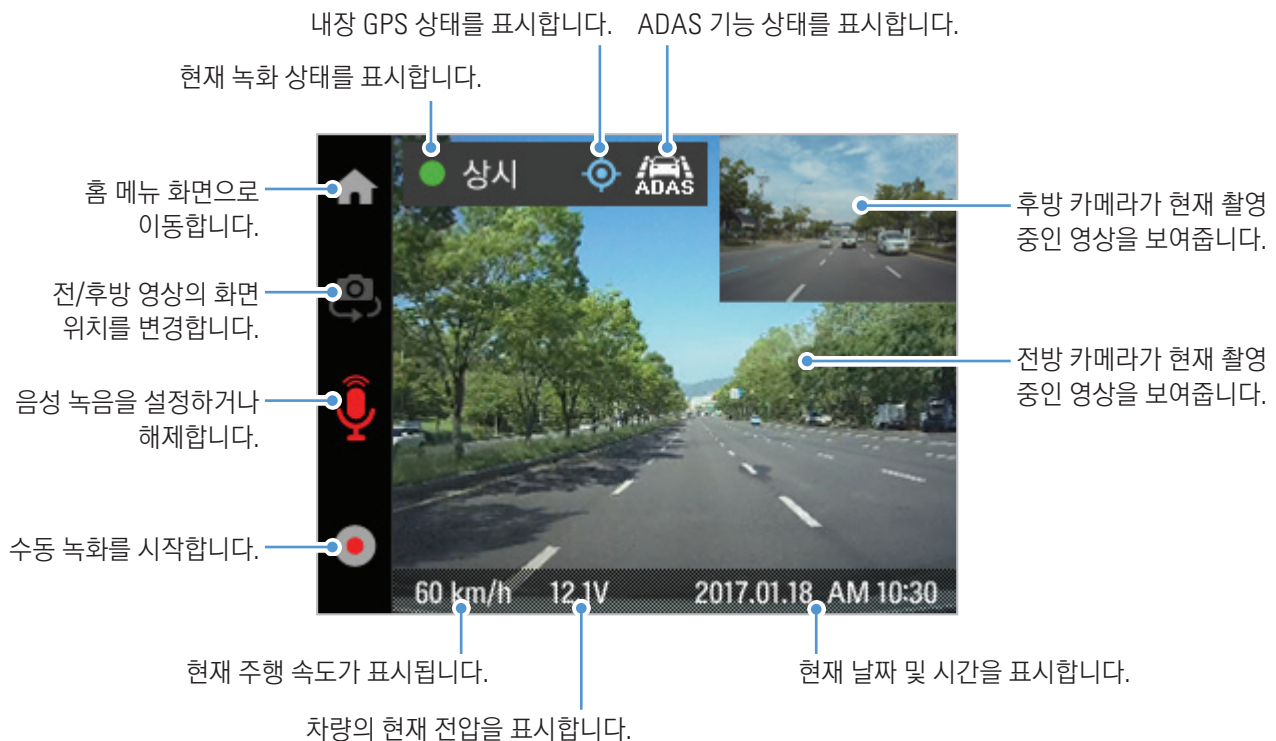 내장 GPS 상태를 표시합니다.
ADAS 기능 상태를 표시합니다.
현재 녹화 상태를 표시합니다.
상시
ADAS
홈 메뉴 화면으로
이동합니다.
후방 카메라가 현재 촬영
중인 영상을 보여줍니다.
전/후방 영상의 화면
위치를 변경합니다.
전방 카메라가 현재 촬영
중인 영상을 보여줍니다.
음성 녹음을 설정하거나
해제합니다.
수동 녹화를 시작합니다.
60 km/h 12.1V 2017.01.18 AM 10:30
현재 주행 속도가 표시됩니다.
현재 날짜 및 시간을 표시합니다.
차량의 현재 전압을 표시합니다.